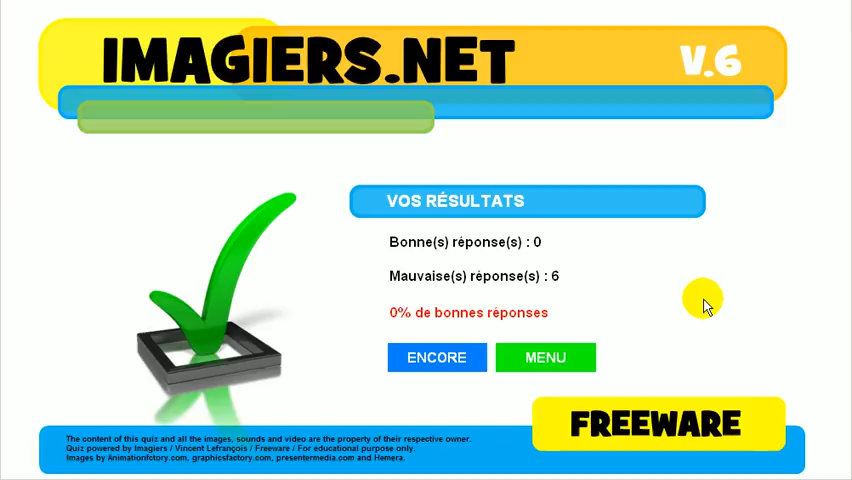 IMAGIERS.NET
V.6
VOS RÉSULTATS
Bonne(s) réponse(s) : 0
Mauvaise(s) réponse(s) : 6
0% de bonnes réponses
ENCORE
MENU
FREEWARE
The content of this quiz and all the images, sounds and video are the property of their respective owner.
Quiz powered by Imagiers / Vincent Lefrançois / Freeware / For educational purpose only.
Images by Animationfctory.com, graphicsfactory.com, presentermedia.com and Hemera.